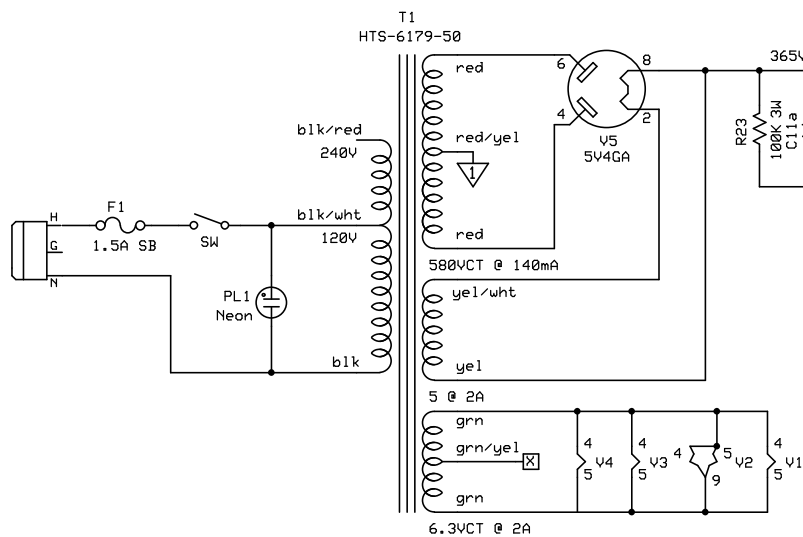 T1
HTS-6179-50
red
6
8
365V
blk/red
240V
red/yel
4
2
V5
5V4GA
1
R23
100K 3W
C11a
H
F1
1.5A SB
SW
blk/wht
120V
G
N
red
580VCT @ 140mA
PL1
Neon
yel/wht
blk
yel
5 @ 2A
grn
grn/yel
X
grn
6.3VCT @ 2A
4
5
V4
4
5
V3
4
5
9
V2
4
5
V1